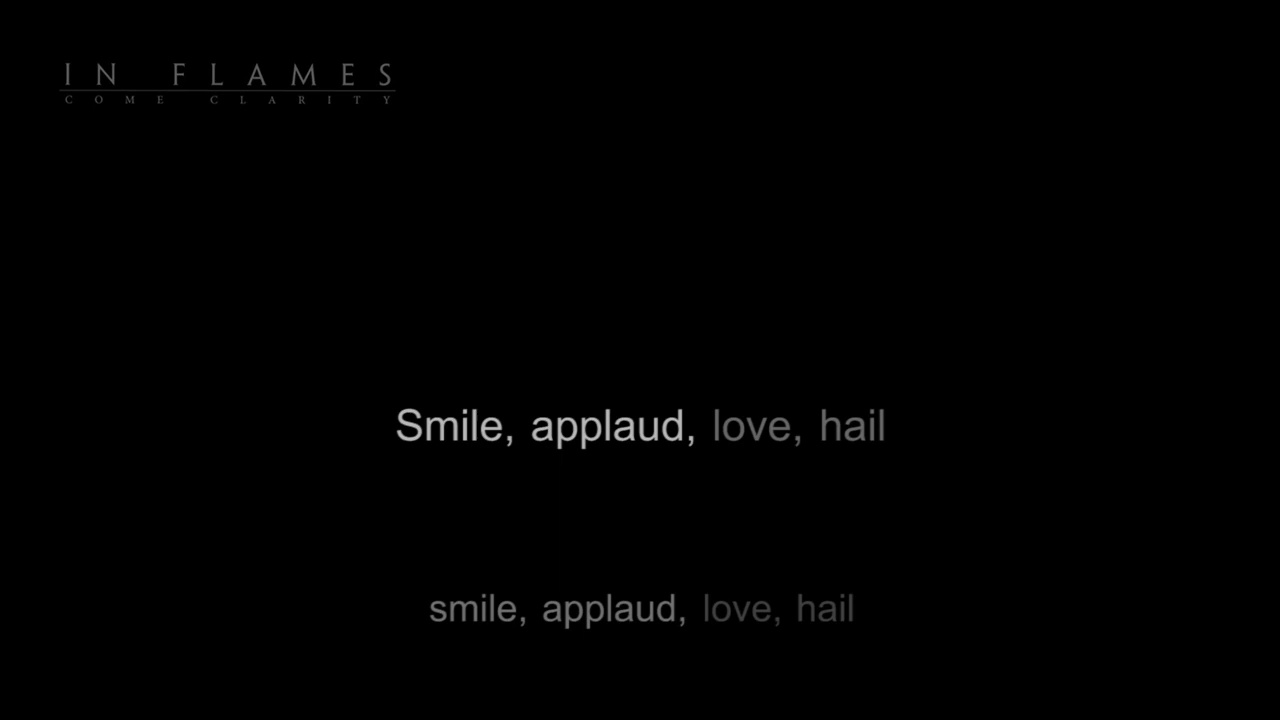 IN FLAMES
COME CLARITY
Smile, applaud, love, hail
smile, applaud, love, hail